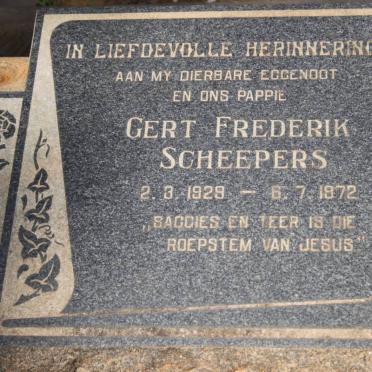 IN LIEFDEVOLLE HERINNERING
AAN MY DIERBARE EGGENOOT
EN ONS PAPPIE
GERT FREDERIK
SCHEEPERS
2.3.1929 — 6.7.1972
„SAGGIES EN TEER IS DIE
ROEPSTEM VAN JESUS"